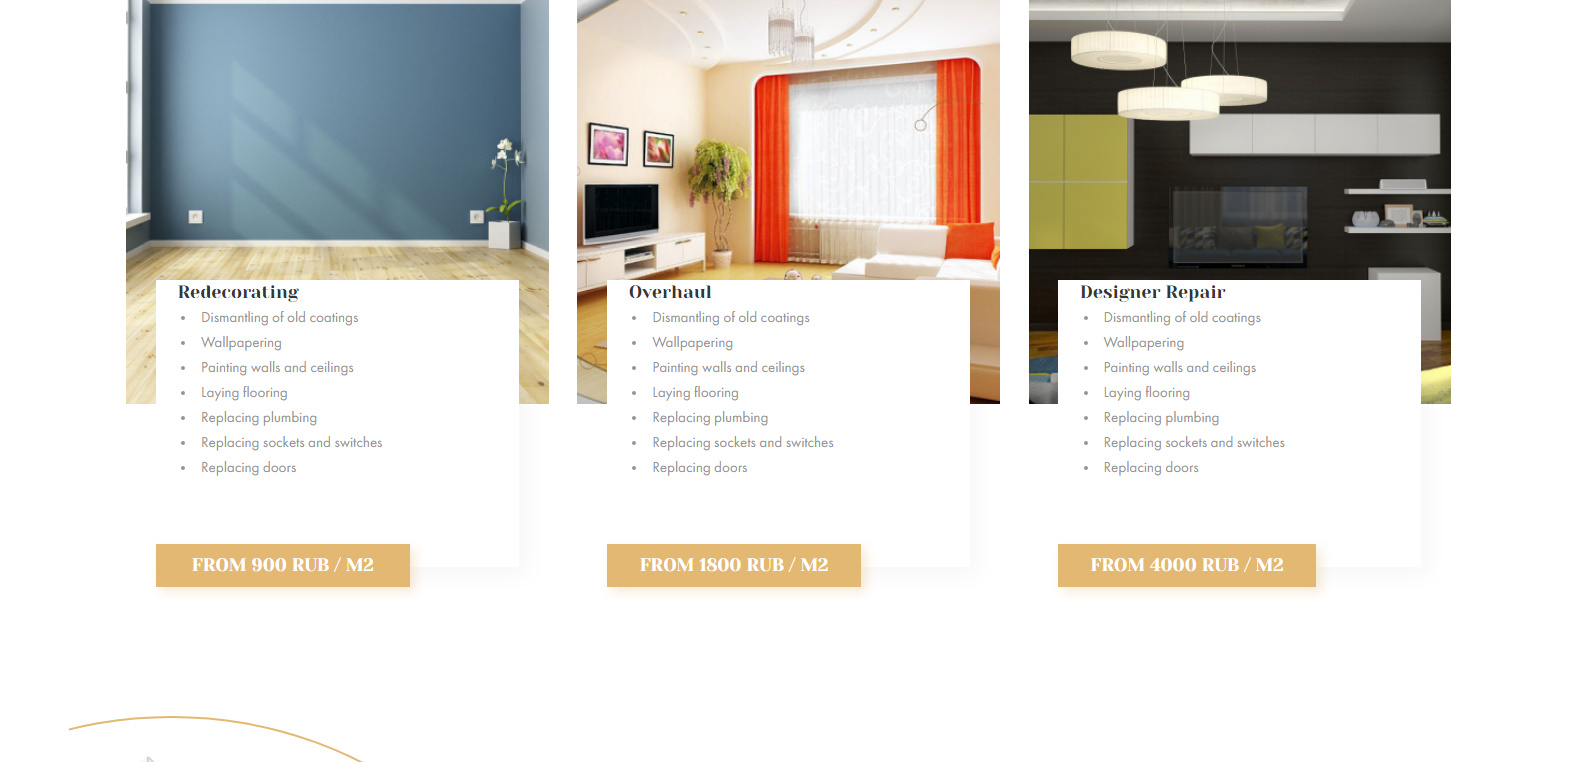 Redecorating
Dismantling of old coatings
Wallpapering
Painting walls and ceilings
Laying flooring
Replacing plumbing
Replacing sockets and switches
Replacing doors
FROM 900 RUB / M2
Overhaul
Dismantling of old coatings
Wallpapering
Painting walls and ceilings
Laying flooring
Replacing plumbing
Replacing sockets and switches
Replacing doors
FROM 1800 RUB / M2
Designer Repair
Dismantling of old coatings
Wallpapering
Painting walls and ceilings
Laying flooring
Replacing plumbing
Replacing sockets and switches
Replacing doors
FROM 4000 RUB / M2